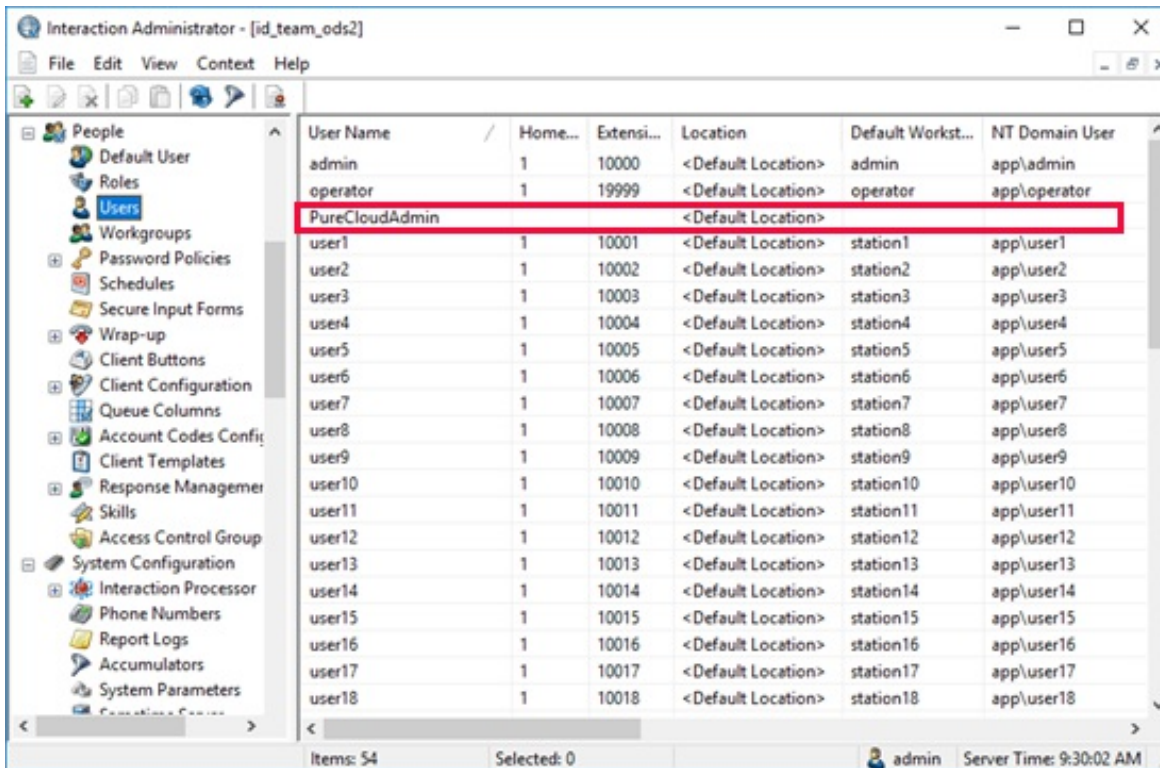 Interaction Administrator - [id_team_ods2]
File Edit View Context Help
People
Default User
Roles
Users
Workgroups
Password Policies
Schedules
Secure Input Forms
Wrap-up
Client Buttons
Client Configuration
Queue Columns
Account Codes Config
Client Templates
Response Managemer
Skills
Access Control Group
System Configuration
Interaction Processor
Phone Numbers
Report Logs
Accumulators
System Parameters
User Name Home... Extensi... Location Default Workst... NT Domain User
admin 1 10000 <Default Location> admin app\admin
operator 1 19999 <Default Location> operator app\operator
PureCloudAdmin <Default Location>
user1 1 10001 <Default Location> station1 app\user1
user2 1 10002 <Default Location> station2 app\user2
user3 1 10003 <Default Location> station3 app\user3
user4 1 10004 <Default Location> station4 app\user4
user5 1 10005 <Default Location> station5 app\user5
user6 1 10006 <Default Location> station6 app\user6
user7 1 10007 <Default Location> station7 app\user7
user8 1 10008 <Default Location> station8 app\user8
user9 1 10009 <Default Location> station9 app\user9
user10 1 10010 <Default Location> station10 app\user10
user11 1 10011 <Default Location> station11 app\user11
user12 1 10012 <Default Location> station12 app\user12
user13 1 10013 <Default Location> station13 app\user13
user14 1 10014 <Default Location> station14 app\user14
user15 1 10015 <Default Location> station15 app\user15
user16 1 10016 <Default Location> station16 app\user16
user17 1 10017 <Default Location> station17 app\user17
user18 1 10018 <Default Location> station18 app\user18
Items: 54 Selected: 0 admin Server Time: 9:30:02 AM